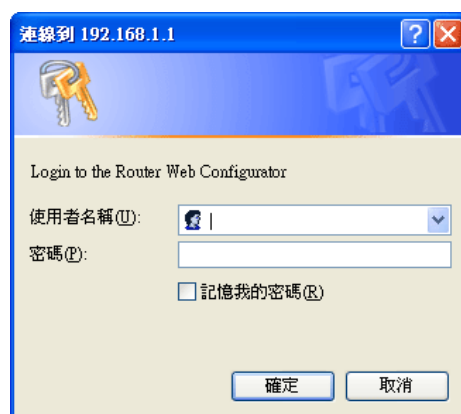 連線到 192.168.1.1
Login to the Router Web Configurator
使用者名稱(U):
密碼(P):
記憶我的密碼(R)
確定 取消